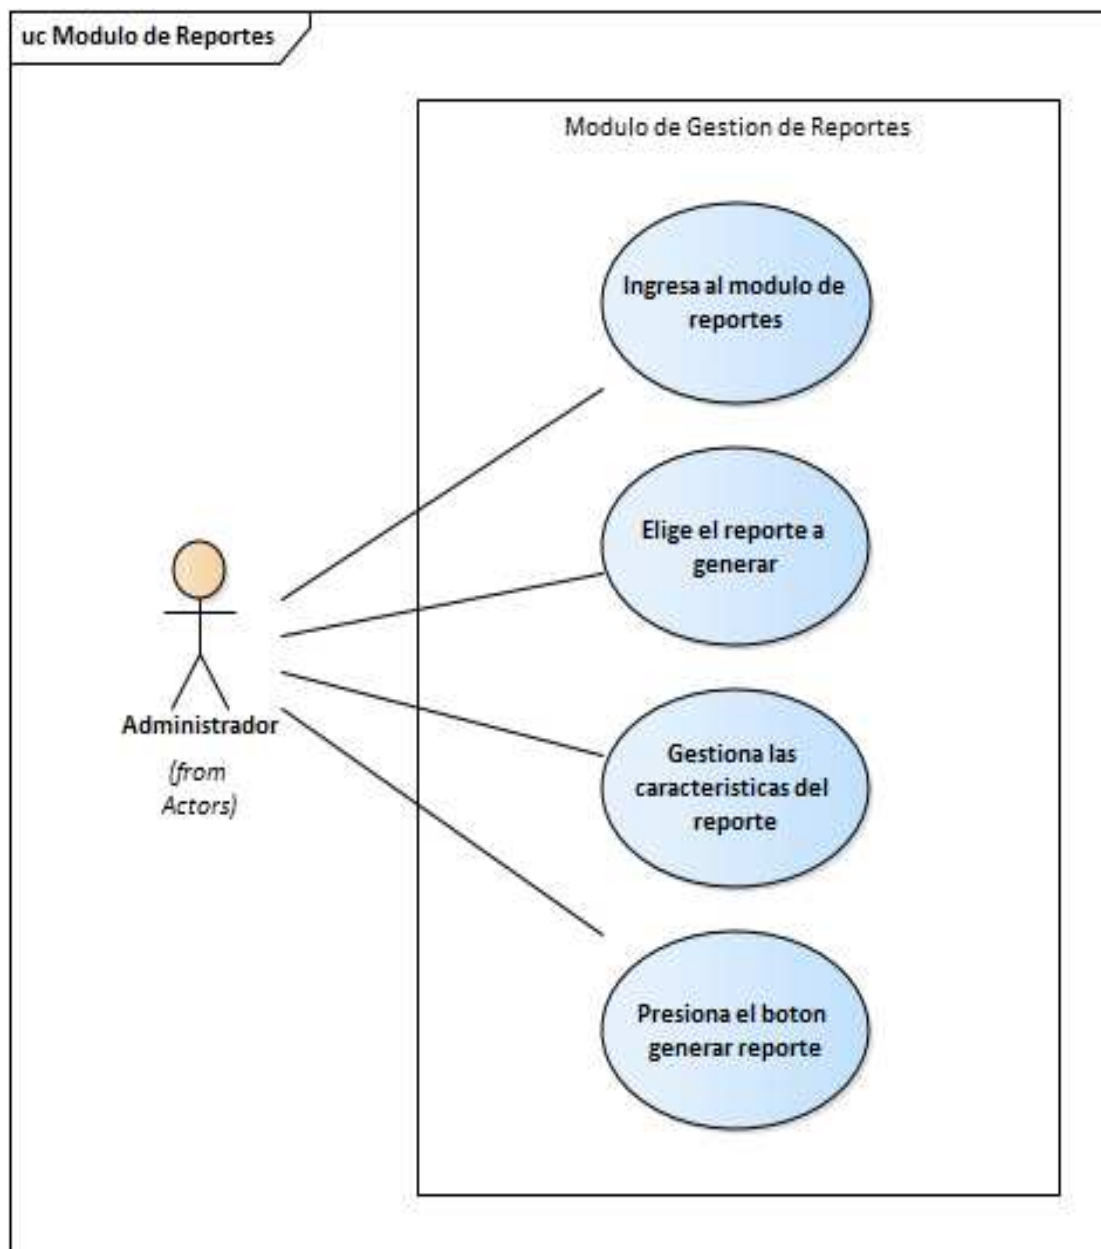 uc Modulo de Reportes
Modulo de Gestion de Reportes
Ingresa al modulo de
reportes
Elige el reporte a
generar
Administrador
(from
Actors)
Gestiona las
caracteristicas del
reporte
Presiona el boton
generar reporte